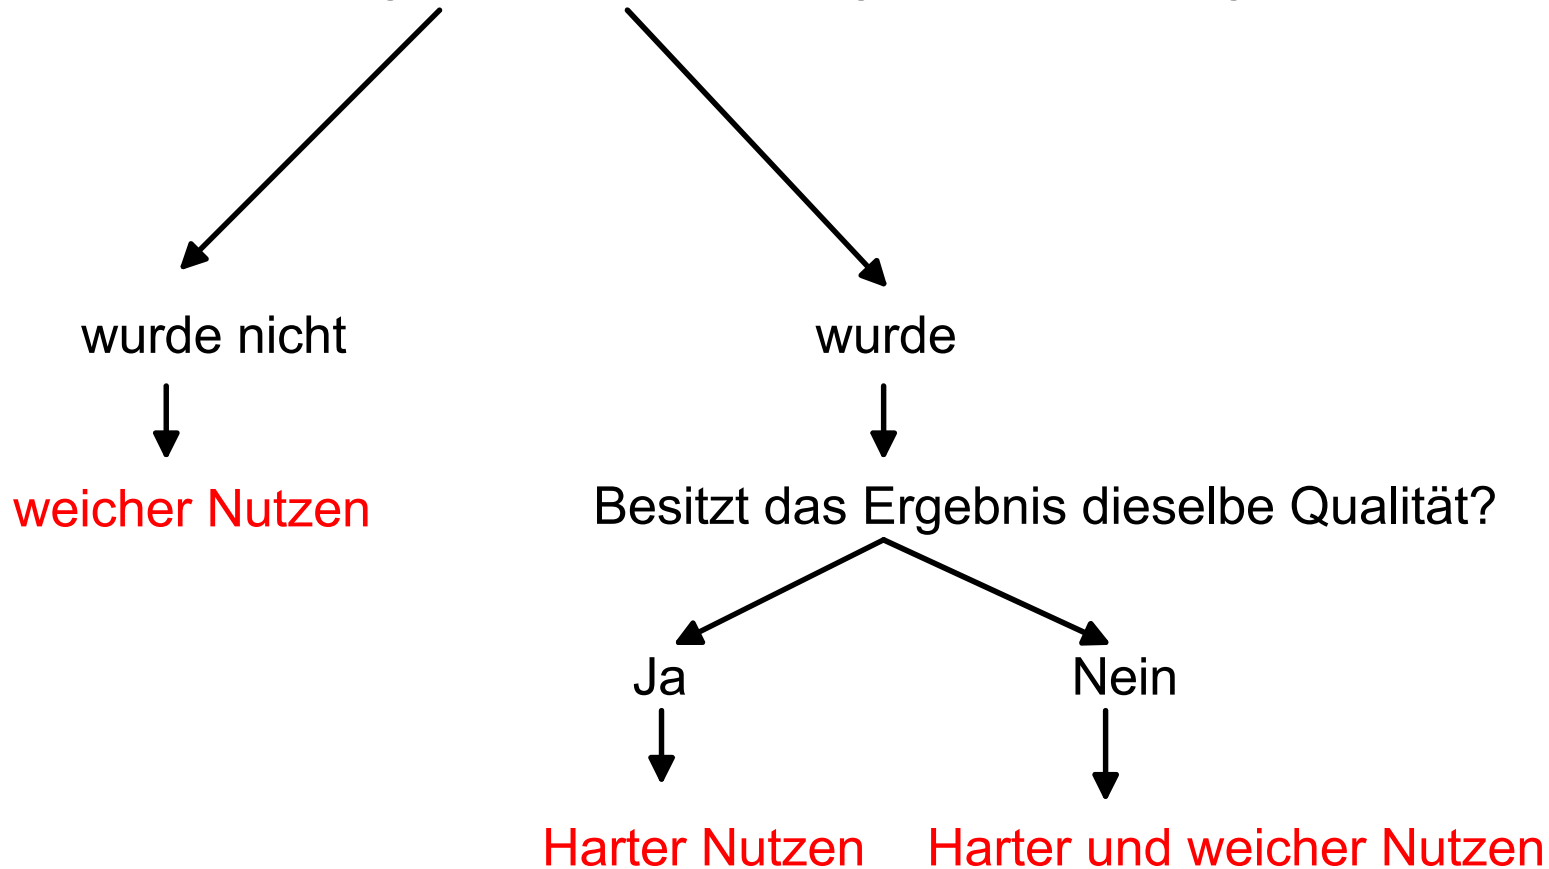 wurde nicht
wurde
weicher Nutzen
Besitzt das Ergebnis dieselbe Qualität?
Ja
Nein
Harter Nutzen
Harter und weicher Nutzen